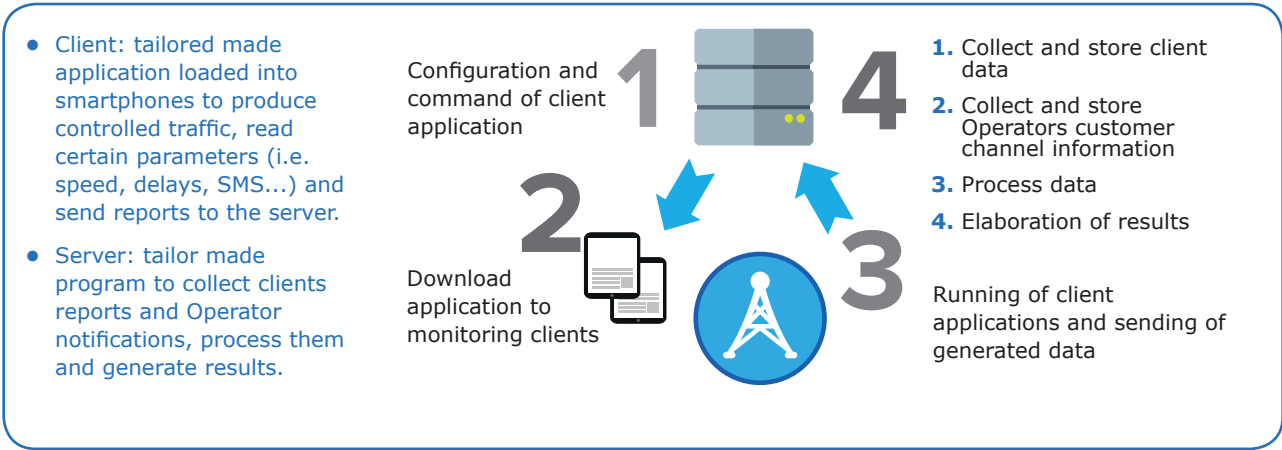 • Client: tailored made
application loaded into
smartphones to produce
controlled traffic, read
certain parameters (i.e.
speed, delays, SMS...) and
send reports to the server.
• Server: tailor made
program to collect clients
reports and Operator
notifications, process them
and generate results.
1
Configuration and
command of client
application
2
Download
application to
monitoring clients
3
Running of client
applications and sending of
generated data
4
1. Collect and store client
data
2. Collect and store
Operators customer
channel information
3. Process data
4. Elaboration of results